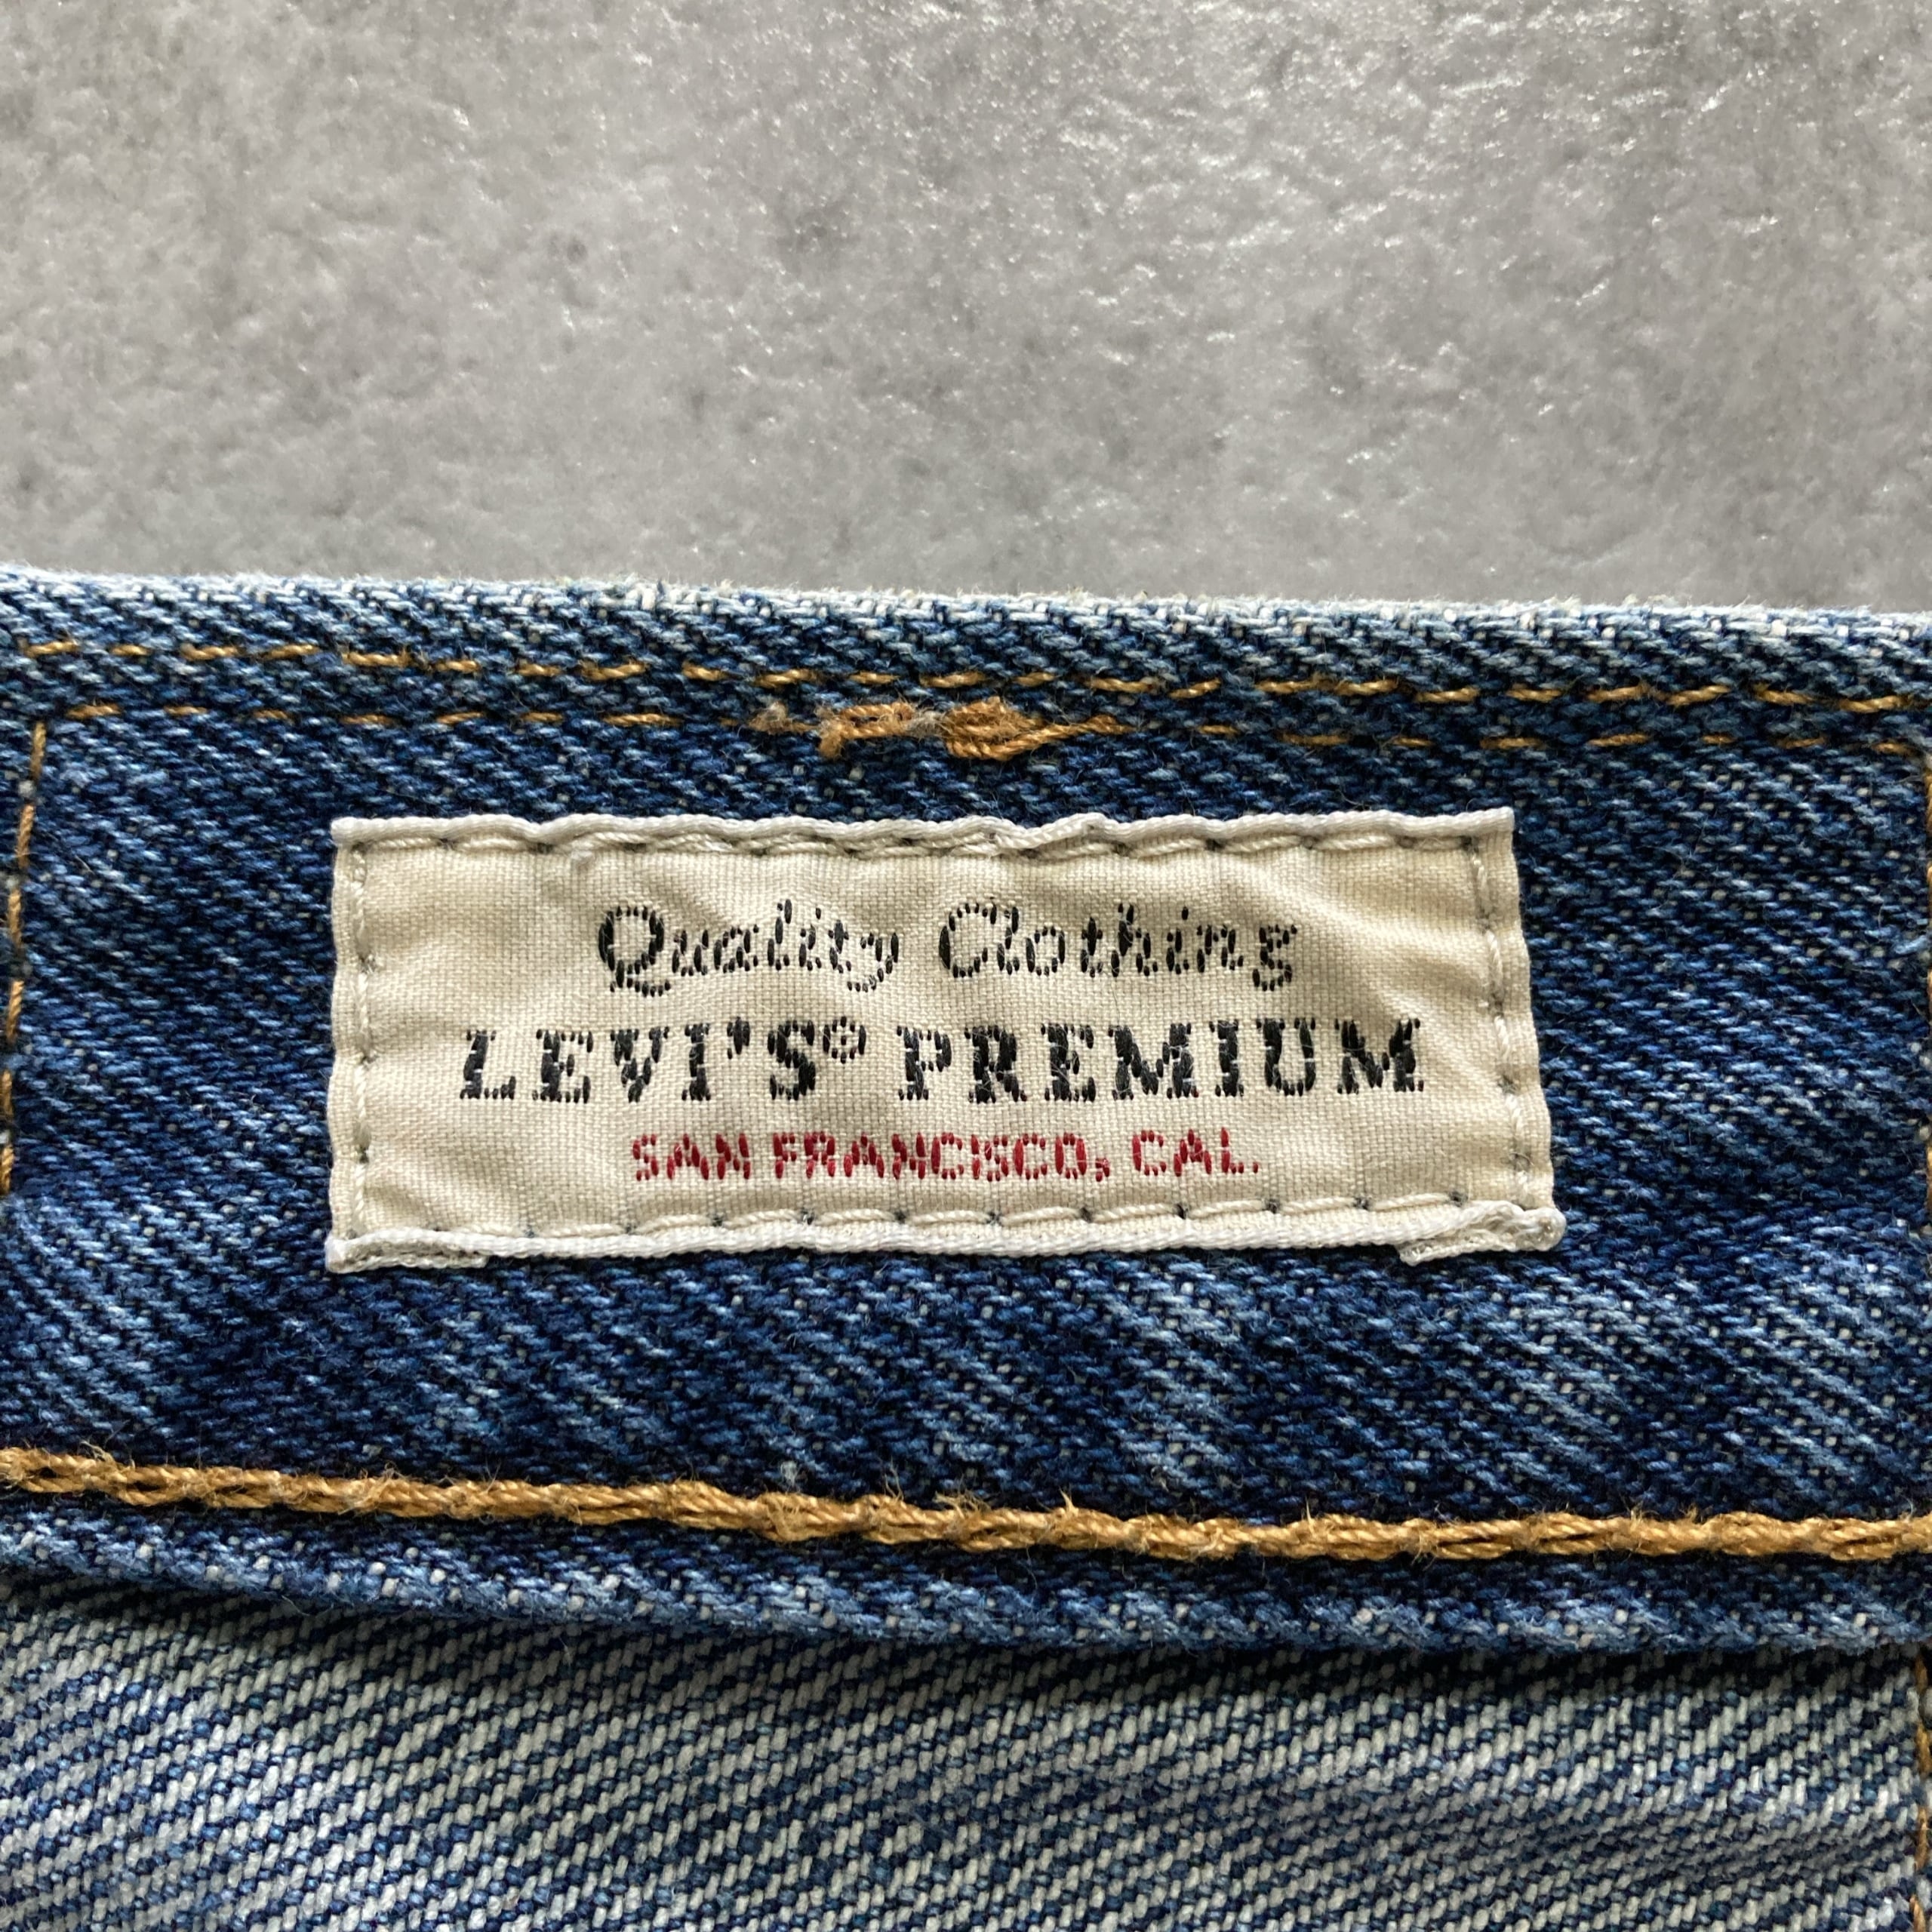 Quality Clothing
LEVI'S® PREMIUM
SAN FRANCISCO, CAL.